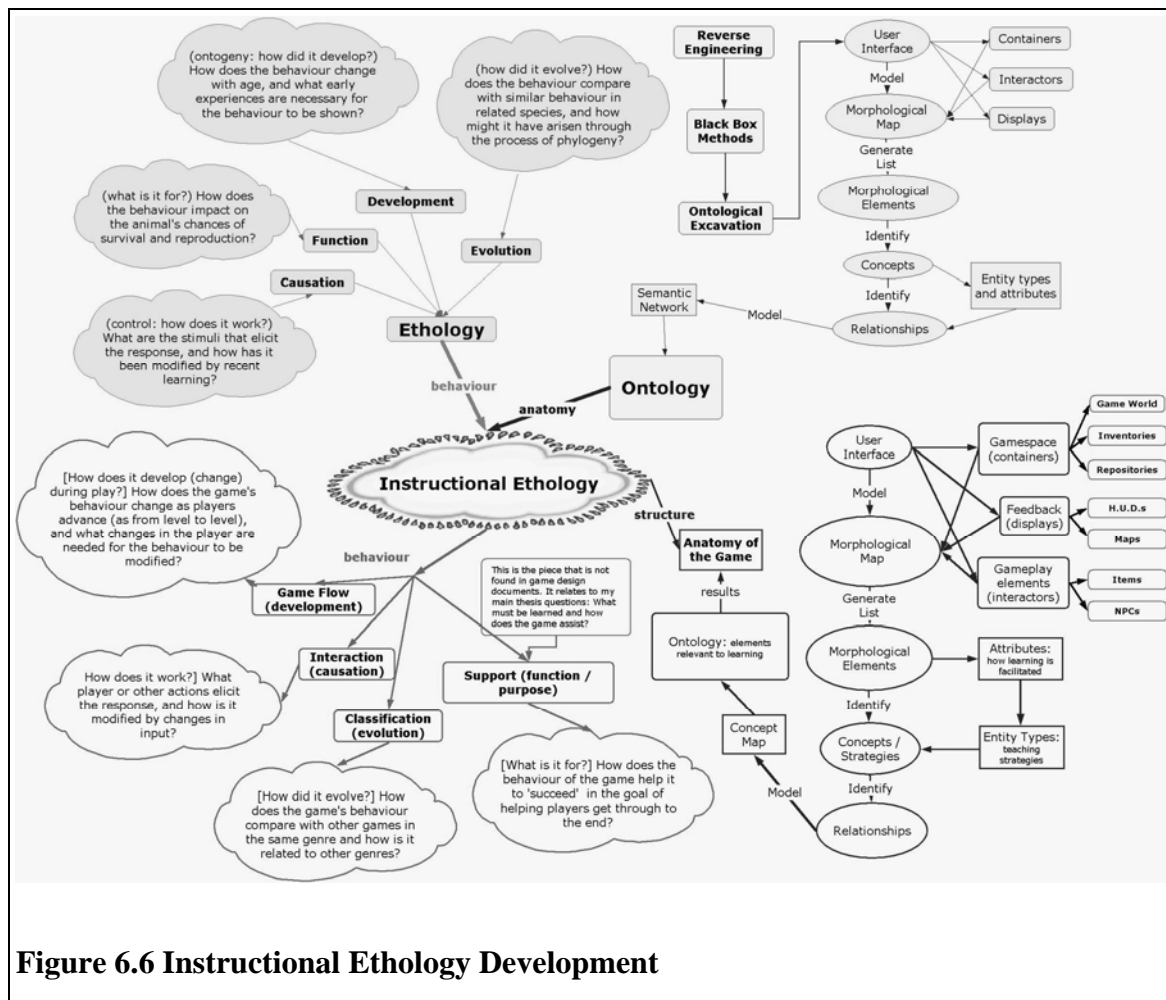 (ontogeny: how did it develop?)
How does the behaviour change
with age, and what early
experiences are necessary for
the behaviour to be shown?
(how did it evolve?) How
does the behaviour compare
with similar behaviour in
related species, and how
might it have arisen through
the process of phylogeny?
(what is it for?) How does
the behaviour impact on
the animal's chances of
survival and reproduction?
Development
Function
Evolution
Causation
(control: how does it work?)
What are the stimuli that elicit
the response, and how has it
been modified by recent
learning?
Ethology
behaviour
Reverse
Engineering
Black Box
Methods
Ontological
Excavation
User
Interface
Containers
Interactors
Displays
Model
Morphological
Map
Generate
List
Morphological
Elements
Identify
Concepts
Entity types
and attributes
Identify
Relationships
Model
Semantic
Network
Ontology
anatomy
Instructional Ethology
structure
Anatomy of
the Game
results
Ontology: elements
relevant to learning
Concept
Map
Model
[How does it develop (change)
during play?] How does the game's
behaviour change as players
advance (as from level to level),
and what changes in the player are
needed for the behaviour to be
modified?
behaviour
Game Flow
(development)
This is the piece that is not
found in game design
documents. It relates to my
main thesis questions: What
must be learned and how
does the game assist?
Interaction
(causation)
Support (function /
purpose)
Classification
(evolution)
How does it work?] What
player or other actions elicit
the response, and how is it
modified by changes in
input?
[How did it evolve?] How
does the game's behaviour
compare with other games in
the same genre and how is it
related to other genres?
[What is it for?] How does the
behaviour of the game help it
to 'succeed' in the goal of
helping players get through to
the end?
User
Interface
Gamespace
(containers)
Game World
Inventories
Repositories
Feedback
(displays)
H.U.D.s
Maps
Gameplay
elements
(interactors)
Items
NPCs
Model
Morphological
Map
Generate
List
Morphological
Elements
Attributes:
how learning is
facilitated
Identify
Concepts /
Strategies
Entity Types:
teaching
strategies
Identify
Relationships
Figure 6.6 Instructional Ethology Development